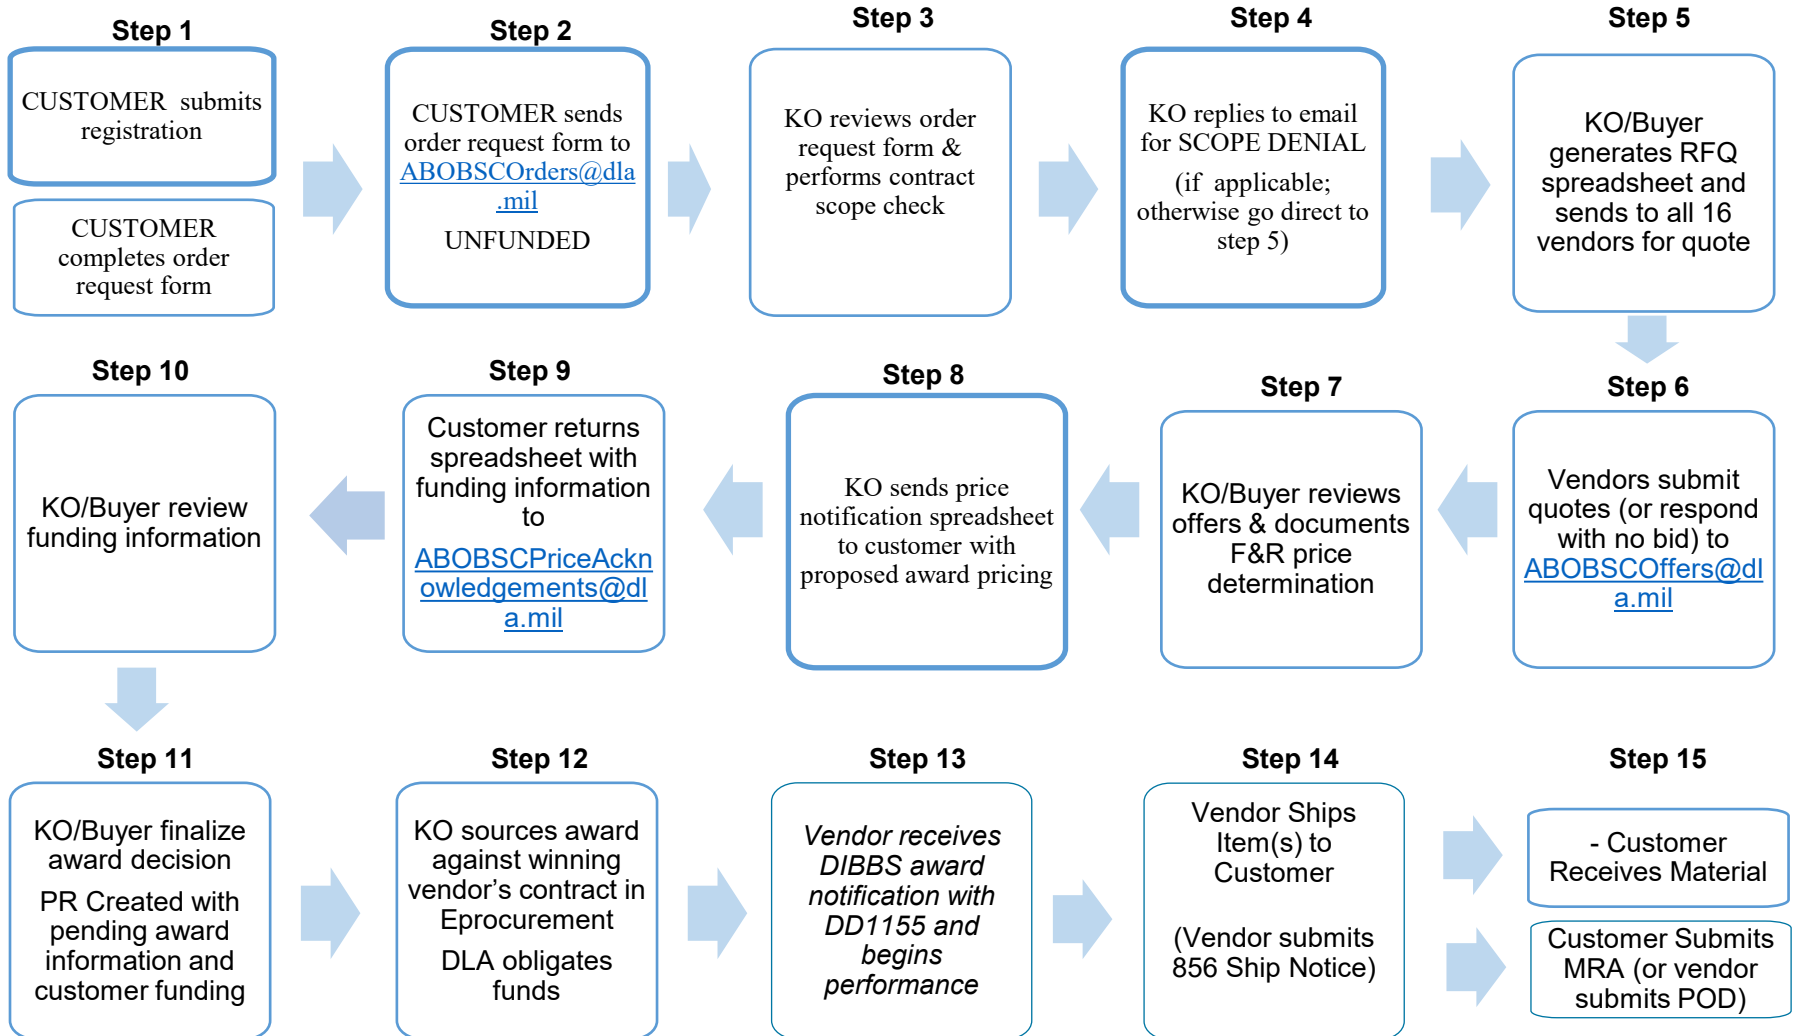 Step 1
CUSTOMER submits
registration
CUSTOMER
completes order
request form
Step 2
CUSTOMER sends
order request form to
ABOBSCOrders@dla
.mil
UNFUNDED
Step 3
KO reviews order
request form &
performs contract
scope check
Step 4
KO replies to email
for SCOPE DENIAL
(if applicable;
otherwise go direct to
step 5)
Step 5
KO/Buyer
generates RFQ
spreadsheet and
sends to all 16
vendors for quote
Step 6
Vendors submit
quotes (or respond
with no bid) to
ABOBSCOffers@dl
a.mil
Step 7
KO/Buyer reviews
offers & documents
F&R price
determination
Step 8
KO sends price
notification spreadsheet
to customer with
proposed award pricing
Step 9
Customer returns
spreadsheet with
funding information
to
ABOBSCPriceAckn
owledgements@dl
a.mil
Step 10
KO/Buyer review
funding information
Step 11
KO/Buyer finalize
award decision
PR Created with
pending award
information and
customer funding
Step 12
KO sources award
against winning
vendor’s contract in
Eprocurement
DLA obligates
funds
Step 13
Vendor receives
DIBBS award
notification with
DD1155 and
begins
performance
Step 14
Vendor Ships
Item(s) to
Customer
(Vendor submits
856 Ship Notice)
Step 15
- Customer
Receives Material
Customer Submits
MRA (or vendor
submits POD)